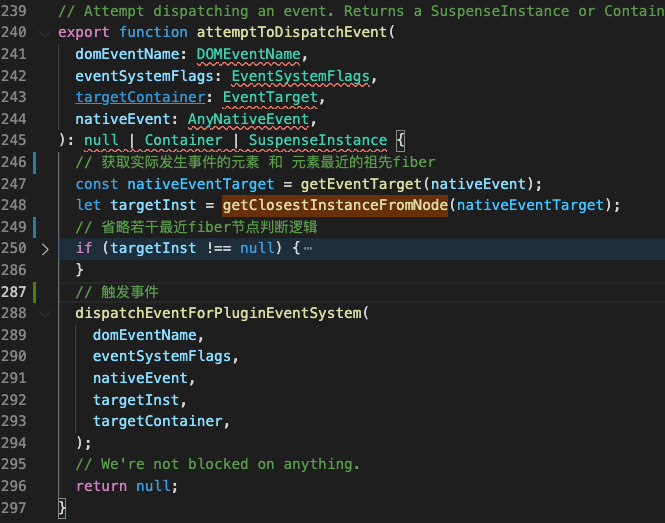 239 // Attempt dispatching an event. Returns a SuspenseInstance or Contain
240 export function attemptToDispatchEvent(
241 domEventName: DOMEventName,
242 eventSystemFlags: EventSystemFlags,
243 targetContainer: EventTarget,
244 nativeEvent: AnyNativeEvent,
245 ): null | Container | SuspenseInstance {
246 // 获取实际发生事件的元素 和 元素最近的祖先fiber
247 const nativeEventTarget = getEventTarget(nativeEvent);
248 let targetInst = getClosestInstanceFromNode(nativeEventTarget);
249 // 省略若干最近fiber节点判断逻辑
250 if (targetInst !== null) {⋯
286 }
287 // 触发事件
288 dispatchEventForPluginEventSystem(
289 domEventName,
290 eventSystemFlags,
291 nativeEvent,
292 targetInst,
293 targetContainer,
294 );
295 // We're not blocked on anything.
296 return null;
297 }